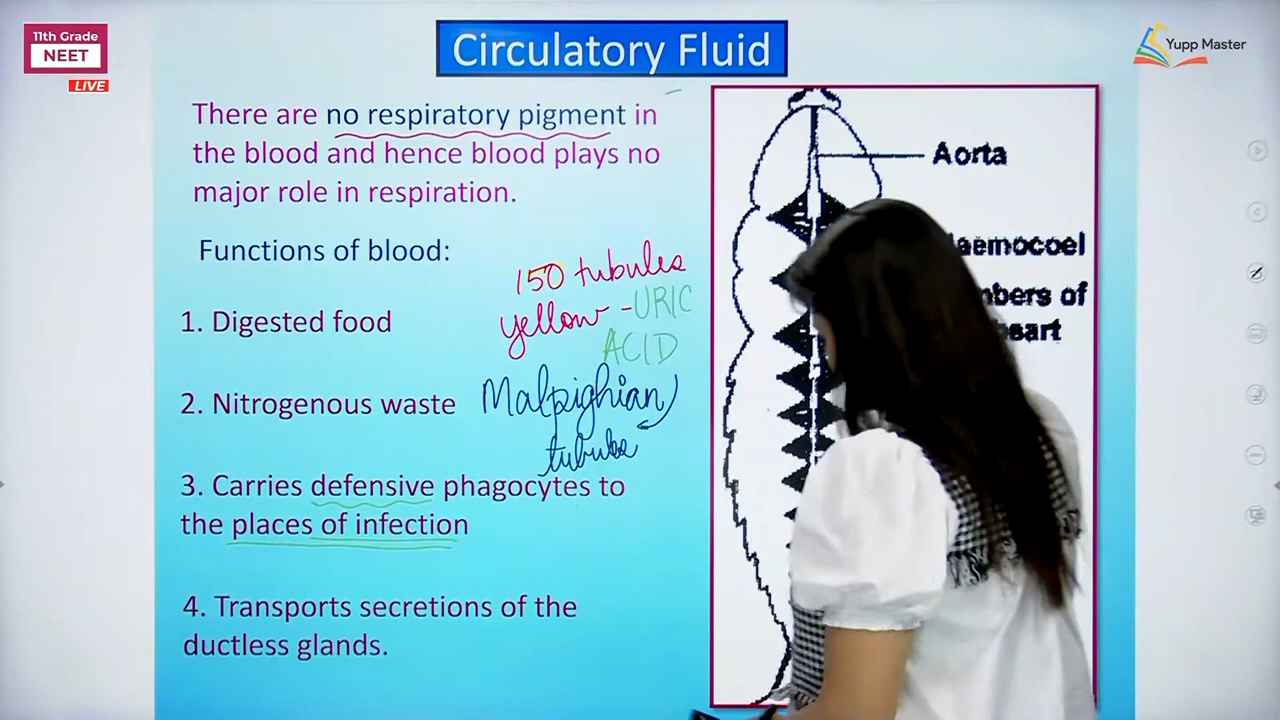 11th Grade
NEET
LIVE
Circulatory Fluid
Yupp Master
There are no respiratory pigment in
the blood and hence blood plays no
major role in respiration.
Functions of blood:
150 tubules
yellow - URIC
ACID
1. Digested food
2. Nitrogenous waste
Malpighian
tubule
3. Carries defensive phagocytes to
the places of infection
4. Transports secretions of the
ductless glands.
Aorta
of